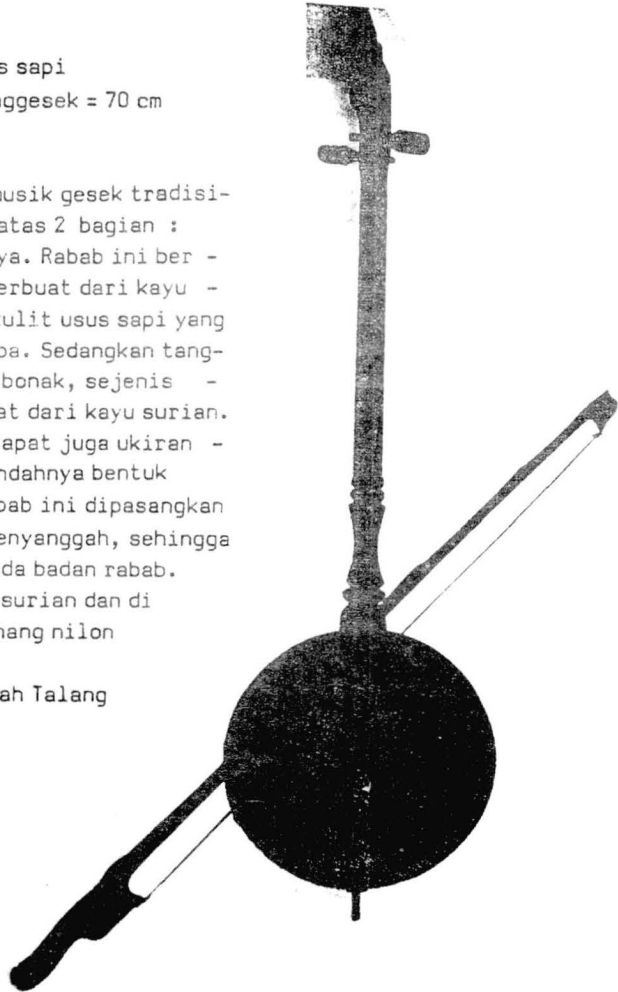 s sapi
ggesek = 70 cm
usik gesek tradisi-
atas 2 bagian :
ya. Rabab ini ber -
erbuat dari kayu -
ulit usus sapi yang
ba. Sedangkan tang-
bonak, sejenis -
at dari kayu surian.
apat juga ukiran -
ndahnya bentuk
bab ini dipasangkan
enyanggah, sehingga
da badan rabab.
surian dan di
nang nilon
ah Talang